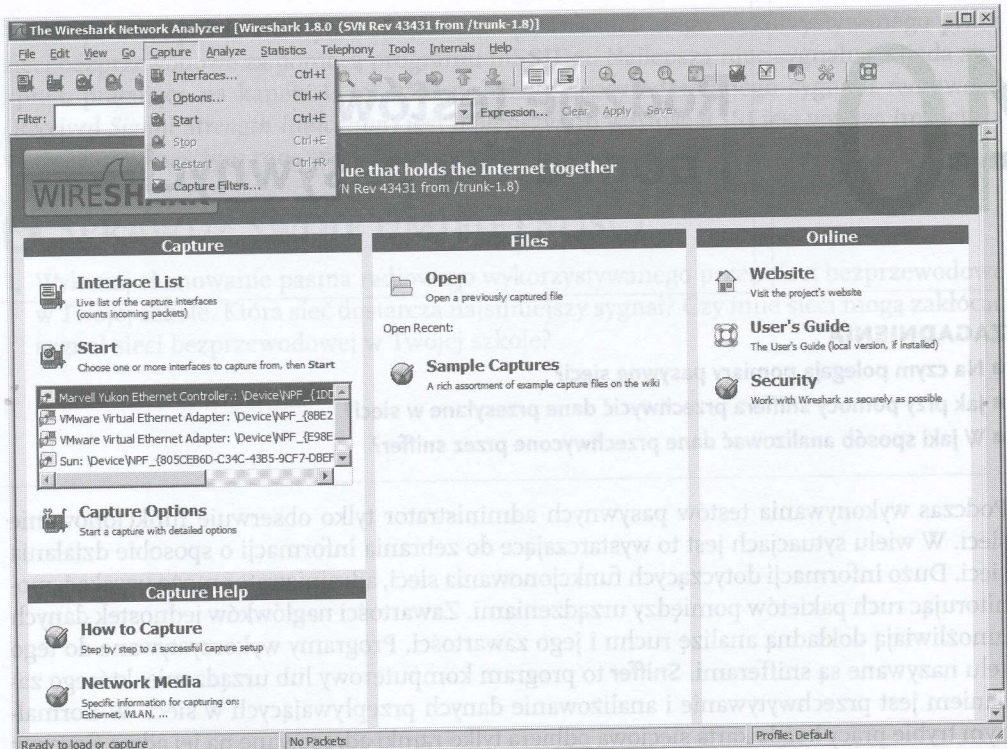 The Wireshark Network Analyzer [Wireshark 1.8.0 (SVN Rev 43431 from /trunk-1.8)]
File Edit View Go Capture Analyze Statistics Telephony Tools Internals Help
Interfaces... Ctrl+I
Options... Ctrl+K
Start Ctrl+E
Stop Ctrl+E
Restart Ctrl+R
Capture Filters...
Filter: Expression... Clear Apply Save
WIRESHARK
lue that holds the Internet together
N Rev 43431 from /trunk-1.8)
Capture
Interface List
Live list of the capture interfaces
(counts incoming packets)
Start
Choose one or more interfaces to capture from, then Start
Marvell Yukon Ethernet Controller.: \Device\NPF_{1DD
VMware Virtual Ethernet Adapter: \Device\NPF_{8BE2
VMware Virtual Ethernet Adapter: \Device\NPF_{E98E
Sun: \Device\NPF_{805CEB6D-C34C-43B5-9CF7-DBEF
Capture Options
Start a capture with detailed options
Capture Help
How to Capture
Step by step to a successful capture setup
Network Media
Specific information for capturing on:
Ethernet, WLAN, ...
Files
Open
Open a previously captured file
Open Recent:
Sample Captures
A rich assortment of example capture files on the wiki
Online
Website
Visit the project's website
User's Guide
The User's Guide (local version, if installed)
Security
Work with Wireshark as securely as possible
Ready to load or capture
No Packets
Profile: Default